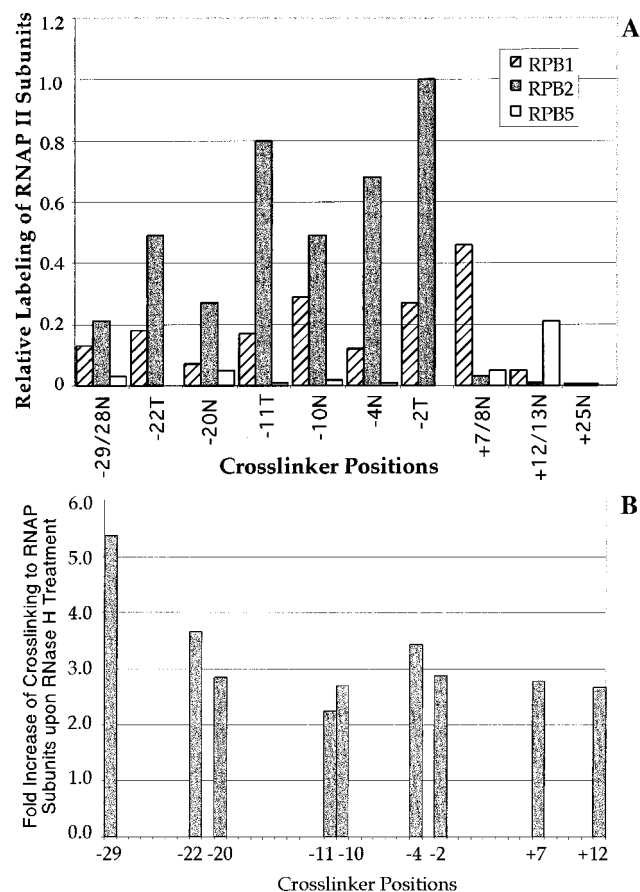 A
Relative Labeling of RNAP II Subunits
1.2
1.0
0.8
0.6
0.4
0.2
0
RPB1
RPB2
RPB5
-29/28N
-22T
-20N
-11T
-10N
-4N
-2T
+7/8N
+12/13N
+25N
Crosslinker Positions
B
Fold Increase of Crosslinking to RNAP
Subunits upon RNase H Treatment
6.0
5.0
4.0
3.0
2.0
1.0
0.0
-29
-22
-20
-11
-10
-4
-2
+7
+12
Crosslinker Positions